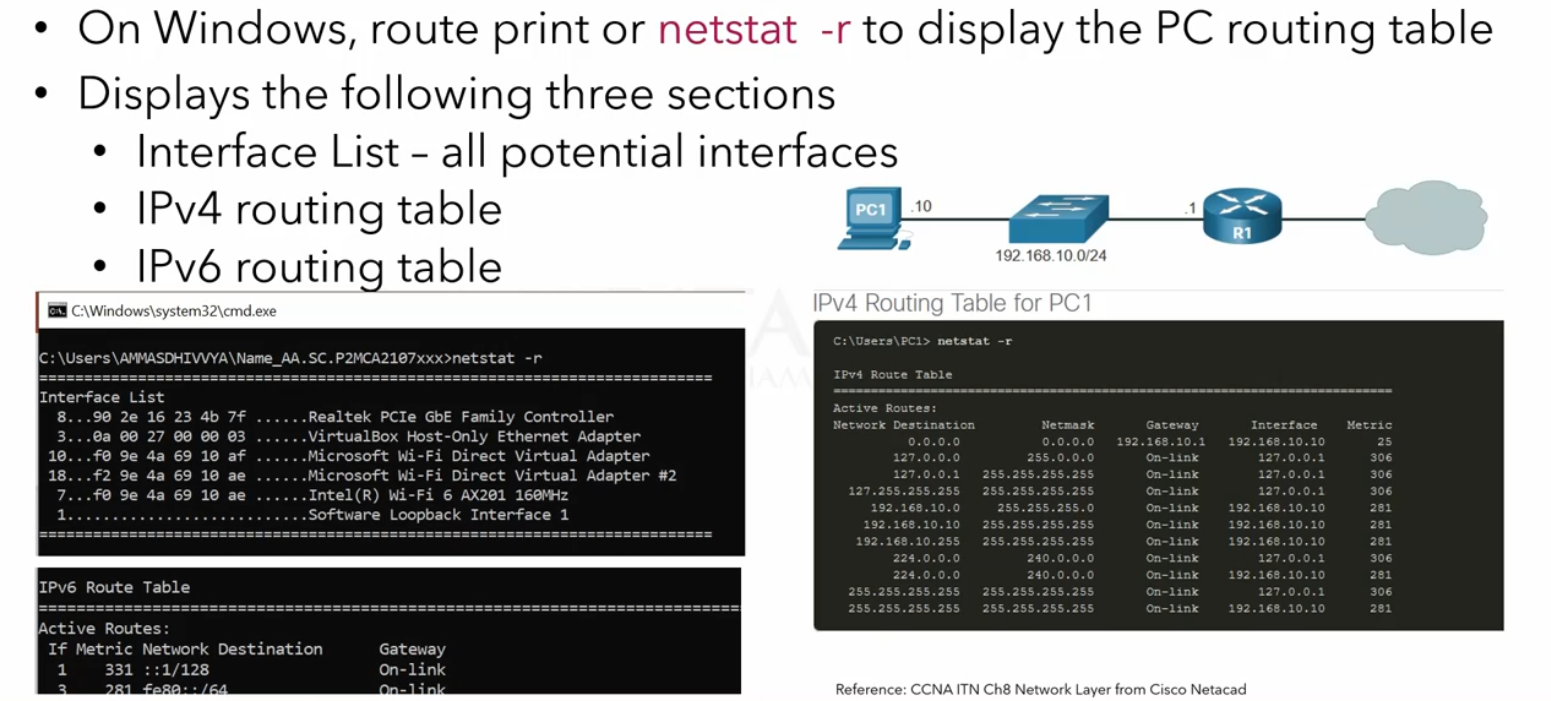 • On Windows, route print or netstat -r to display the PC routing table
• Displays the following three sections
• Interface List – all potential interfaces
• IPv4 routing table
• IPv6 routing table
PC1 .10 .1 R1
192.168.10.0/24
C:\Windows\system32\cmd.exe
C:\Users\AMMASDHIVVYA\Name_AA.SC.P2MCA2107xxx>netstat -r
===========================================================================
Interface List
8...90 2e 16 23 4b 7f ......Realtek PCIe GbE Family Controller
3...0a 00 27 00 00 03 ......VirtualBox Host-Only Ethernet Adapter
10...f0 9e 4a 69 10 af ......Microsoft Wi-Fi Direct Virtual Adapter
18...f2 9e 4a 69 10 ae ......Microsoft Wi-Fi Direct Virtual Adapter #2
7...f0 9e 4a 69 10 ae ......Intel(R) Wi-Fi 6 AX201 160MHz
1...........................Software Loopback Interface 1
===========================================================================
IPv6 Route Table
===========================================================================
Active Routes:
If Metric Network Destination Gateway
1 331 ::1/128 On-link
3 281 fe80::/64 On-link
IPv4 Routing Table for PC1
C:\Users\PC1> netstat -r
IPv4 Route Table
===========================================================================
Active Routes:
Network Destination Netmask Gateway Interface Metric
0.0.0.0 0.0.0.0 192.168.10.1 192.168.10.10 25
127.0.0.0 255.0.0.0 On-link 127.0.0.1 306
127.0.0.1 255.255.255.255 On-link 127.0.0.1 306
127.255.255.255 255.255.255.255 On-link 127.0.0.1 306
192.168.10.0 255.255.255.0 On-link 192.168.10.10 281
192.168.10.10 255.255.255.255 On-link 192.168.10.10 281
192.168.10.255 255.255.255.255 On-link 192.168.10.10 281
224.0.0.0 240.0.0.0 On-link 127.0.0.1 306
224.0.0.0 240.0.0.0 On-link 192.168.10.10 281
255.255.255.255 255.255.255.255 On-link 127.0.0.1 306
255.255.255.255 255.255.255.255 On-link 192.168.10.10 281
Reference: CCNA ITN Ch8 Network Layer from Cisco Netacad